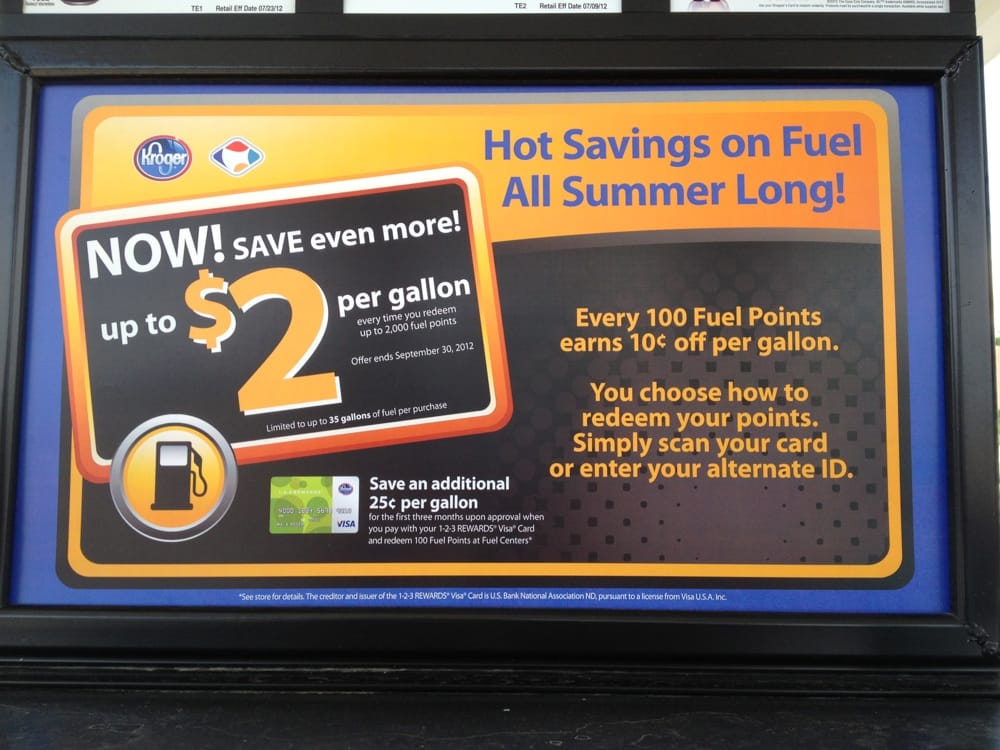 TE1 Retail Eff Date 07/23/12
TE2 Retail Eff Date 07/09/12
Kroger
Hot Savings on Fuel
All Summer Long!
NOW! SAVE even more!
up to $2 per gallon
every time you redeem
up to 2,000 fuel points
Offer ends September 30, 2012
Limited to up to 35 gallons of fuel per purchase
Every 100 Fuel Points
earns 10¢ off per gallon.
You choose how to
redeem your points.
Simply scan your card
or enter your alternate ID.
VISA
Save an additional
25¢ per gallon
for the first three months upon approval when
you pay with your 1-2-3 REWARDS® Visa® Card
and redeem 100 Fuel Points at Fuel Centers*
*See store for details. The creditor and issuer of the 1-2-3 REWARDS® Visa® Card is U.S. Bank National Association ND, pursuant to a license from Visa U.S.A. Inc.